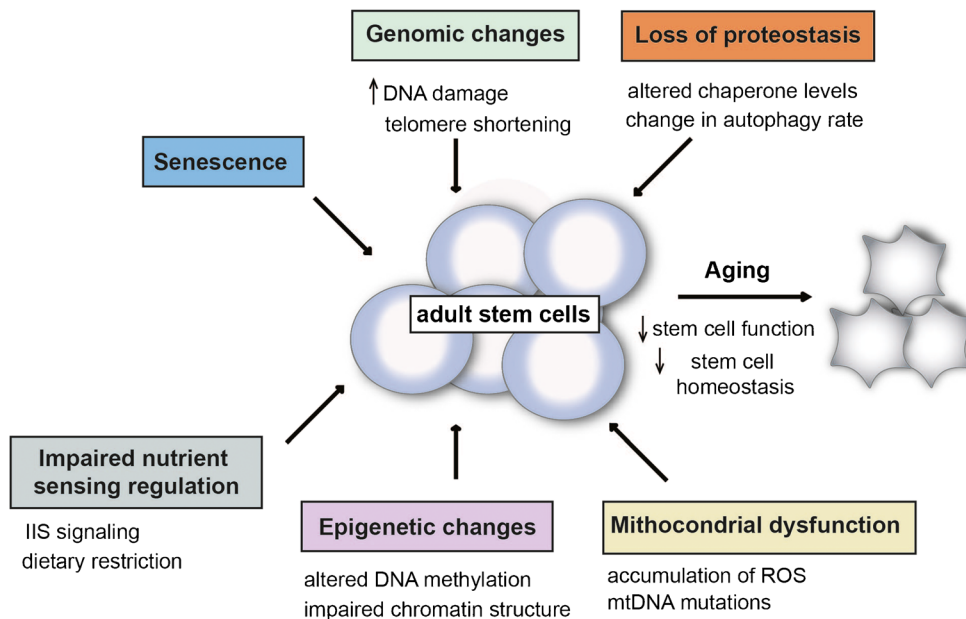 Genomic changes
↑ DNA damage
telomere shortening
Loss of proteostasis
altered chaperone levels
change in autophagy rate
Senescence
adult stem cells
Aging
↓ stem cell function
↓ stem cell
homeostasis
Impaired nutrient
sensing regulation
IIS signaling
dietary restriction
Epigenetic changes
altered DNA methylation
impaired chromatin structure
Mithocondrial dysfunction
accumulation of ROS
mtDNA mutations